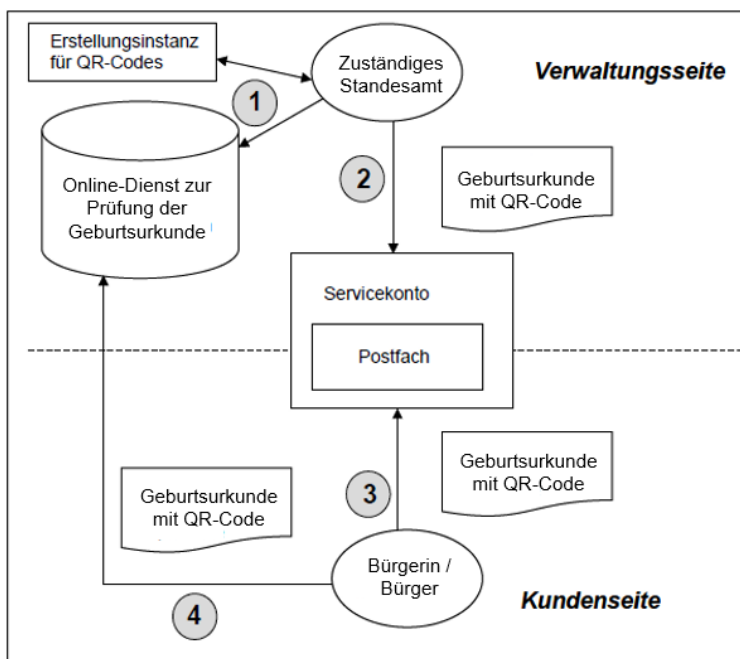 Erstellungsinstanz
für QR-Codes
Zuständiges
Standesamt
Verwaltungsseite
1
Online-Dienst zur
Prüfung der
Geburtsurkunde
2
Geburtsurkunde
mit QR-Code
Servicekonto
Postfach
Geburtsurkunde
mit QR-Code
3
Geburtsurkunde
mit QR-Code
Bürgerin /
Bürger
4
Kundenseite